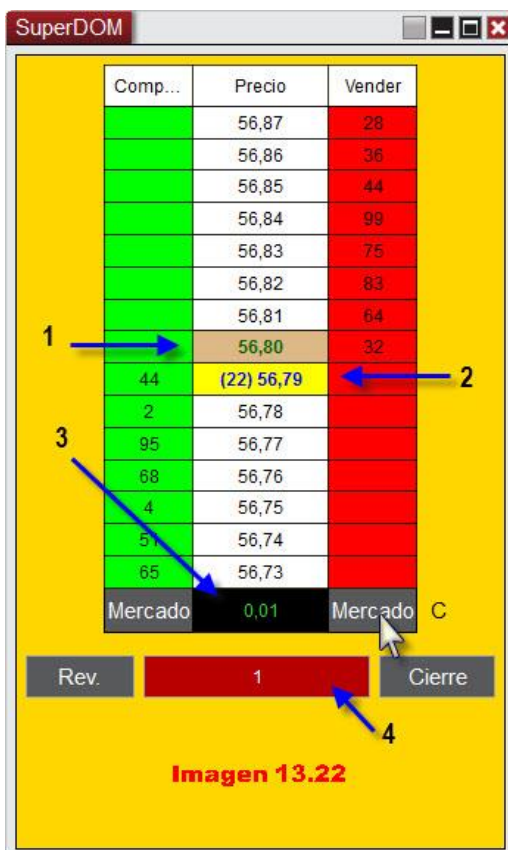 SuperDOM
Comp... Precio Vender
56,87 28
56,86 36
56,85 44
56,84 99
56,83 75
56,82 83
56,81 64
1 56,80 32
44 (22) 56,79 2
2 56,78
3 95 56,77
68 56,76
4 56,75
51 56,74
65 56,73
Mercado 0,01 Mercado C
Rev. 1 Cierre
4
Imagen 13.22